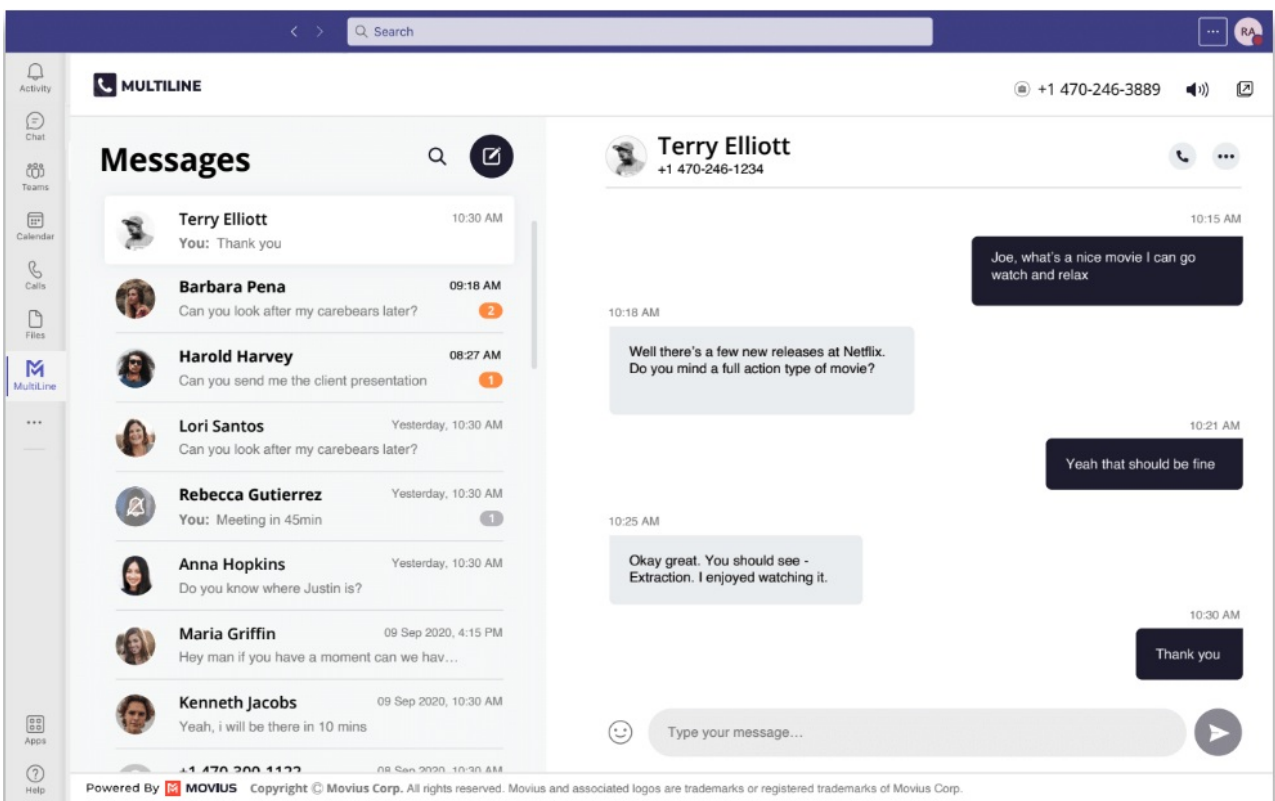 Search
...
RA
Activity
Chat
Teams
Calendar
Calls
Files
MultiLine
Apps
Help
MULTILINE
+1 470-246-3889
Messages
Terry Elliott
10:30 AM
You: Thank you
Barbara Pena
09:18 AM
Can you look after my carebears later?
2
Harold Harvey
08:27 AM
Can you send me the client presentation
1
Lori Santos
Yesterday, 10:30 AM
Can you look after my carebears later?
Rebecca Gutierrez
Yesterday, 10:30 AM
You: Meeting in 45min
1
Anna Hopkins
Yesterday, 10:30 AM
Do you know where Justin is?
Maria Griffin
09 Sep 2020, 4:15 PM
Hey man if you have a moment can we hav...
Kenneth Jacobs
09 Sep 2020, 10:30 AM
Yeah, i will be there in 10 mins
+1 470 300 1122
08 Sep 2020, 10:30 AM
Terry Elliott
+1 470-246-1234
10:15 AM
Joe, what's a nice movie I can go
watch and relax
10:18 AM
Well there's a few new releases at Netflix.
Do you mind a full action type of movie?
10:21 AM
Yeah that should be fine
10:25 AM
Okay great. You should see -
Extraction. I enjoyed watching it.
10:30 AM
Thank you
Type your message...
Powered By MOVIUS Copyright © Movius Corp. All rights reserved. Movius and associated logos are trademarks or registered trademarks of Movius Corp.